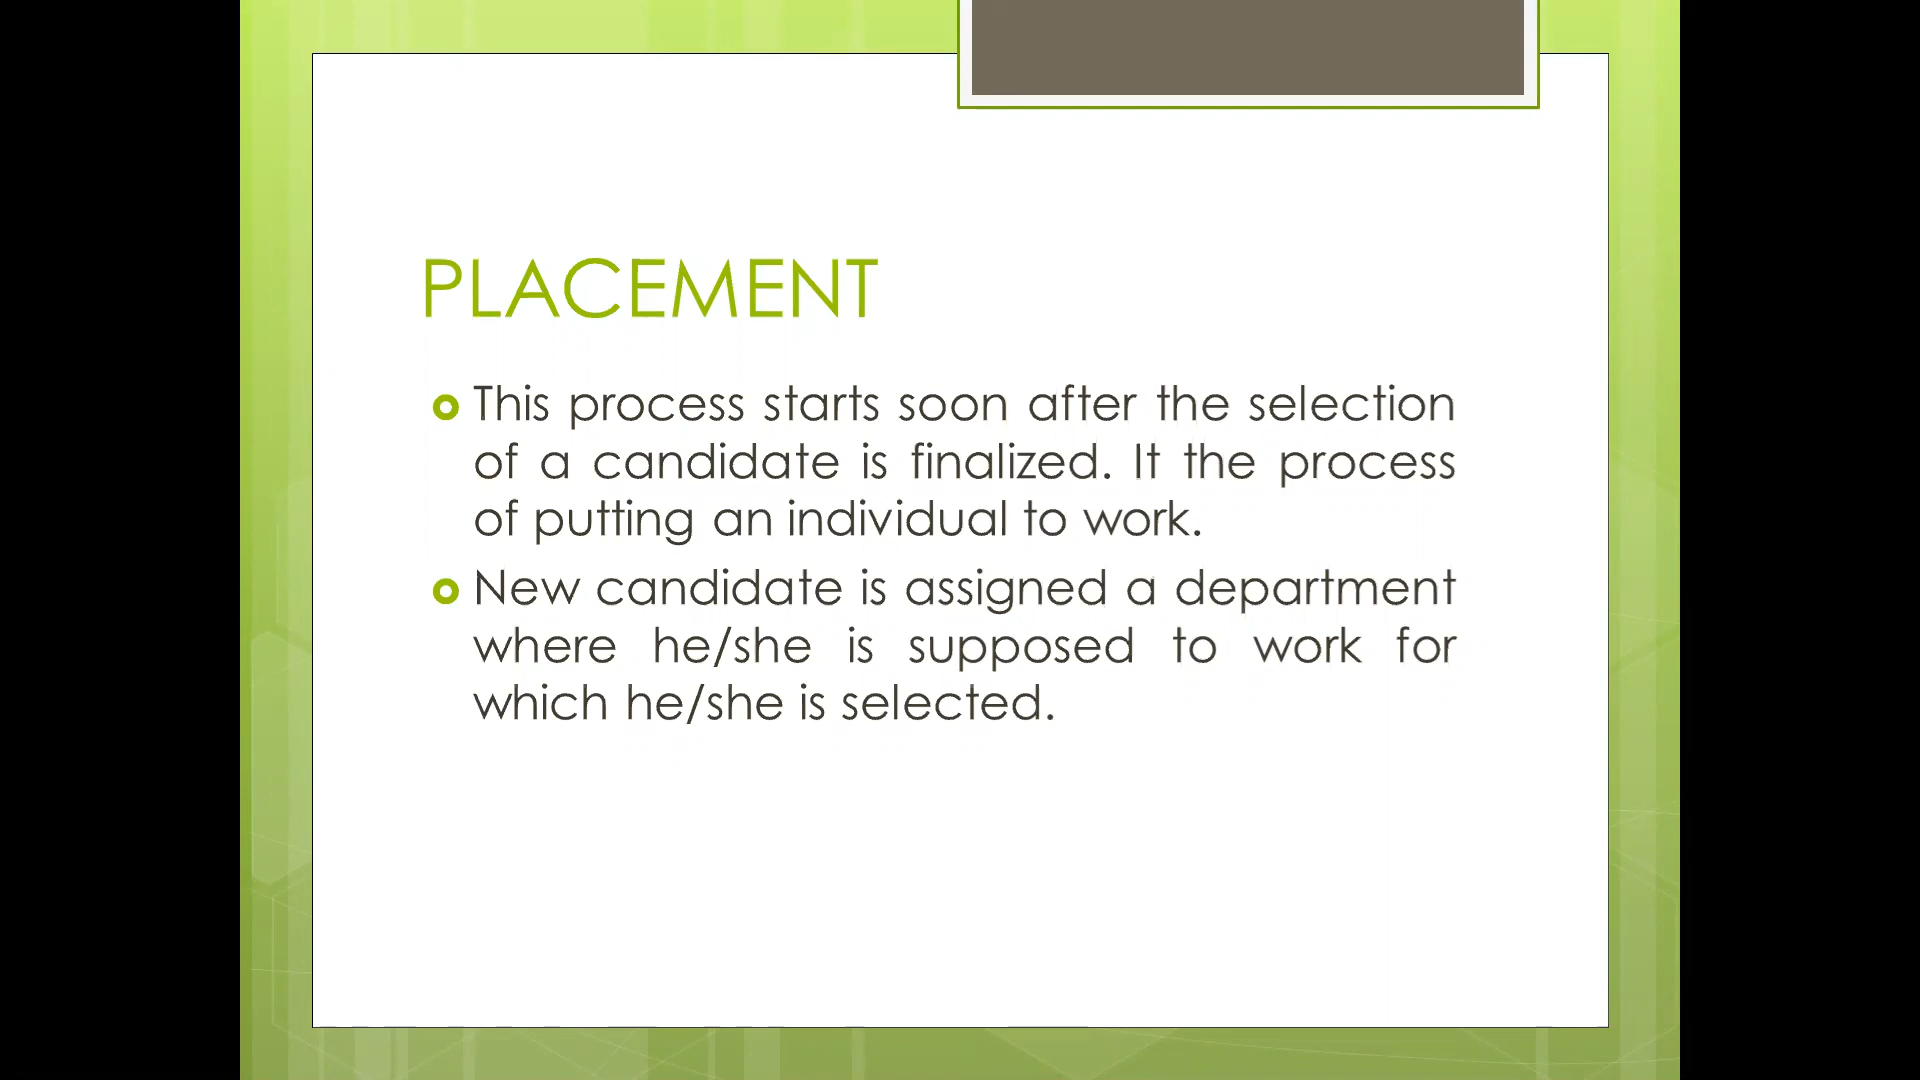 PLACEMENT
This process starts soon after the selection
of a candidate is finalized. It the process
of putting an individual to work.
New candidate is assigned a department
where he/she is supposed to work for
which he/she is selected.